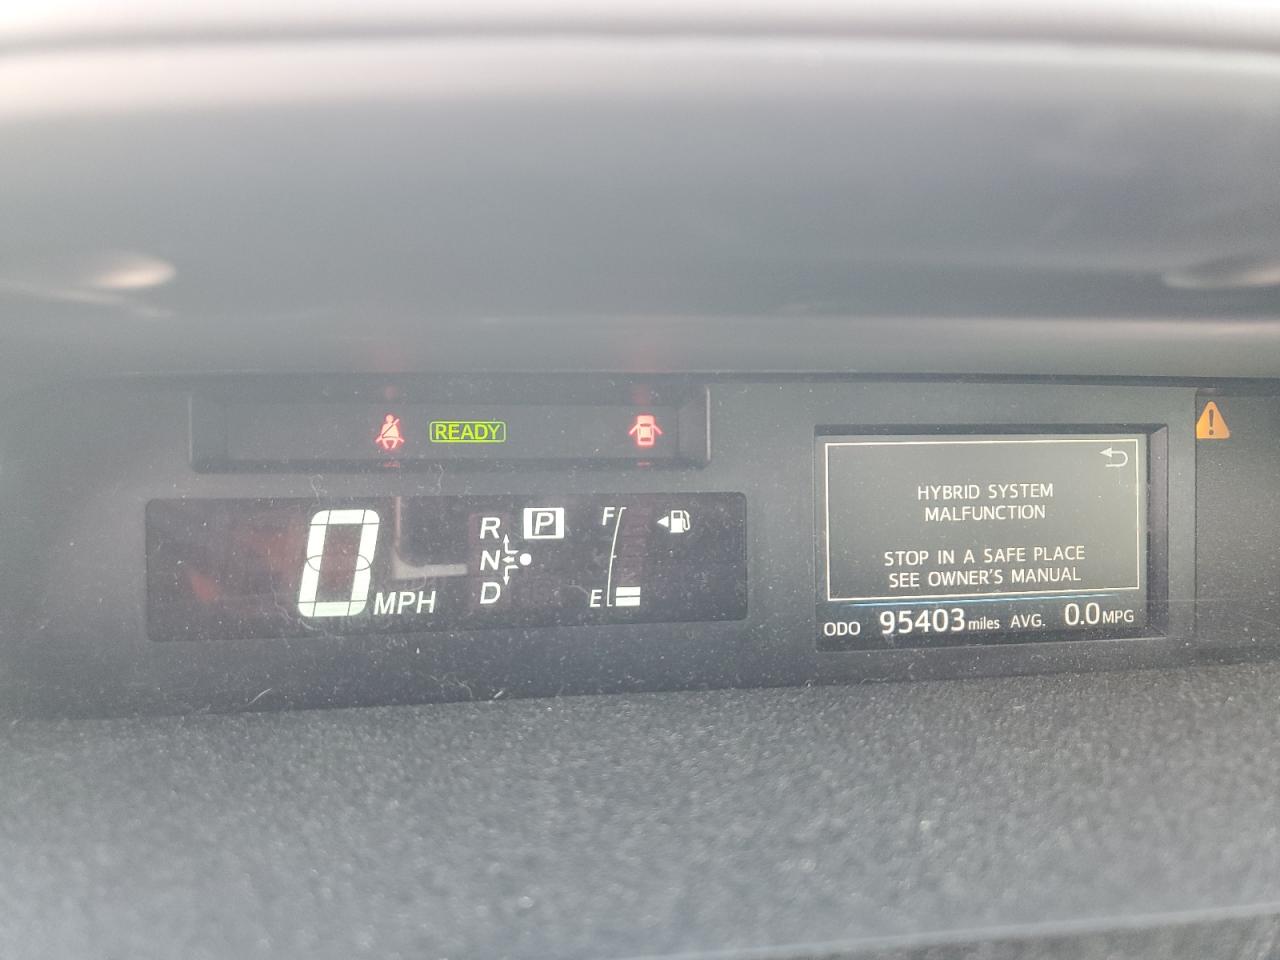 READY
0 MPH
R
P
N
D
F
E
HYBRID SYSTEM
MALFUNCTION
STOP IN A SAFE PLACE
SEE OWNER'S MANUAL
ODO 95403 miles AVG. 0.0 MPG